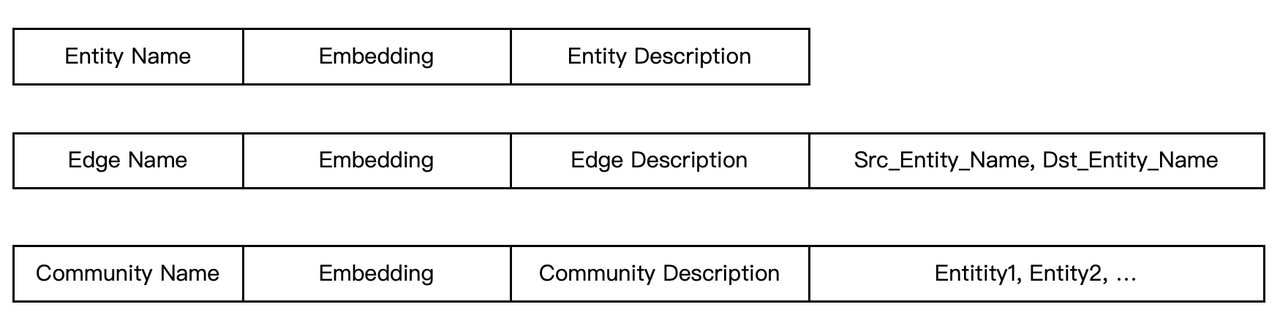 Entity Name Embedding Entity Description
Edge Name Embedding Edge Description Src_Entity_Name, Dst_Entity_Name
Community Name Embedding Community Description Entitity1, Entity2, ...